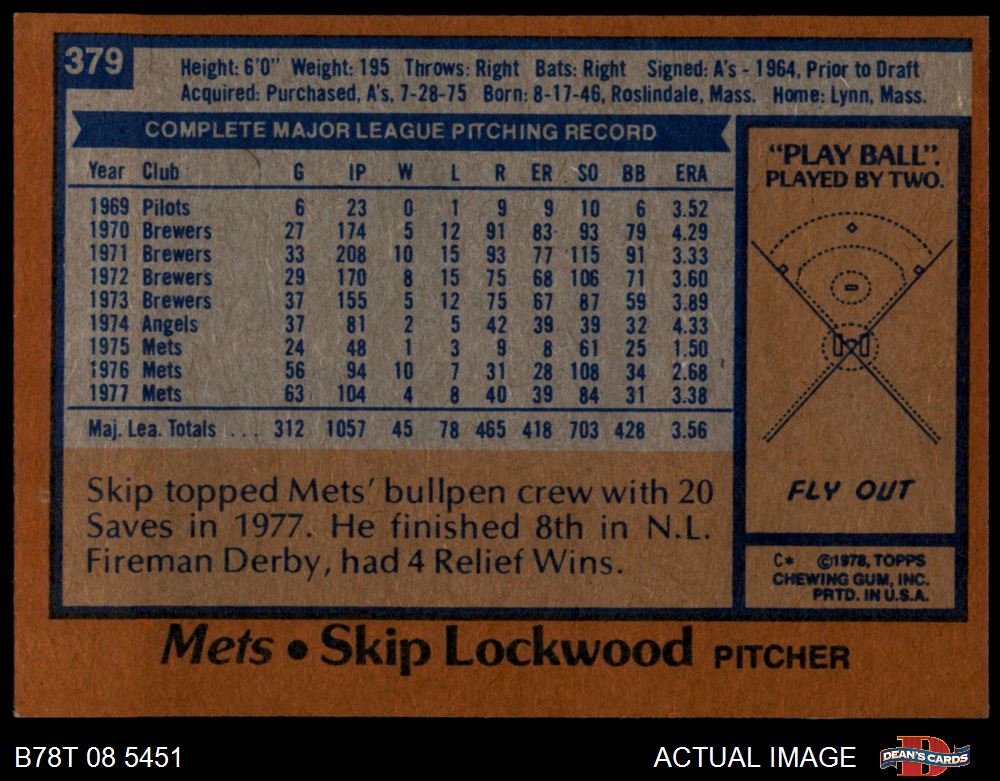 379
Height: 6'0" Weight: 195 Throws: Right Bats: Right Signed: A's - 1964, Prior to Draft
Acquired: Purchased, A's, 7-28-75 Born: 8-17-46, Roslindale, Mass. Home: Lynn, Mass.
COMPLETE MAJOR LEAGUE PITCHING RECORD
Year Club G IP W L R ER SO BB ERA
1969 Pilots 6 23 0 1 9 9 10 6 3.52
1970 Brewers 27 174 5 12 91 83 93 79 4.29
1971 Brewers 33 208 10 15 93 77 115 91 3.33
1972 Brewers 29 170 8 15 75 68 106 71 3.60
1973 Brewers 37 155 5 12 75 67 87 59 3.89
1974 Angels 37 81 2 5 42 39 39 32 4.33
1975 Mets 24 48 1 3 9 8 61 25 1.50
1976 Mets 56 94 10 7 31 28 108 34 2.68
1977 Mets 63 104 4 8 40 39 84 31 3.38
Maj. Lea. Totals .... 312 1057 45 78 465 418 703 428 3.56
Skip topped Mets' bullpen crew with 20
Saves in 1977. He finished 8th in N.L.
Fireman Derby, had 4 Relief Wins.
"PLAY BALL".
PLAYED BY TWO.
FLY OUT
C* ©1978, TOPPS
CHEWING GUM, INC.
PRTD. IN U.S.A.
Mets • Skip Lockwood PITCHER
B78T 08 5451 ACTUAL IMAGE
D
DEAN'S CARDS